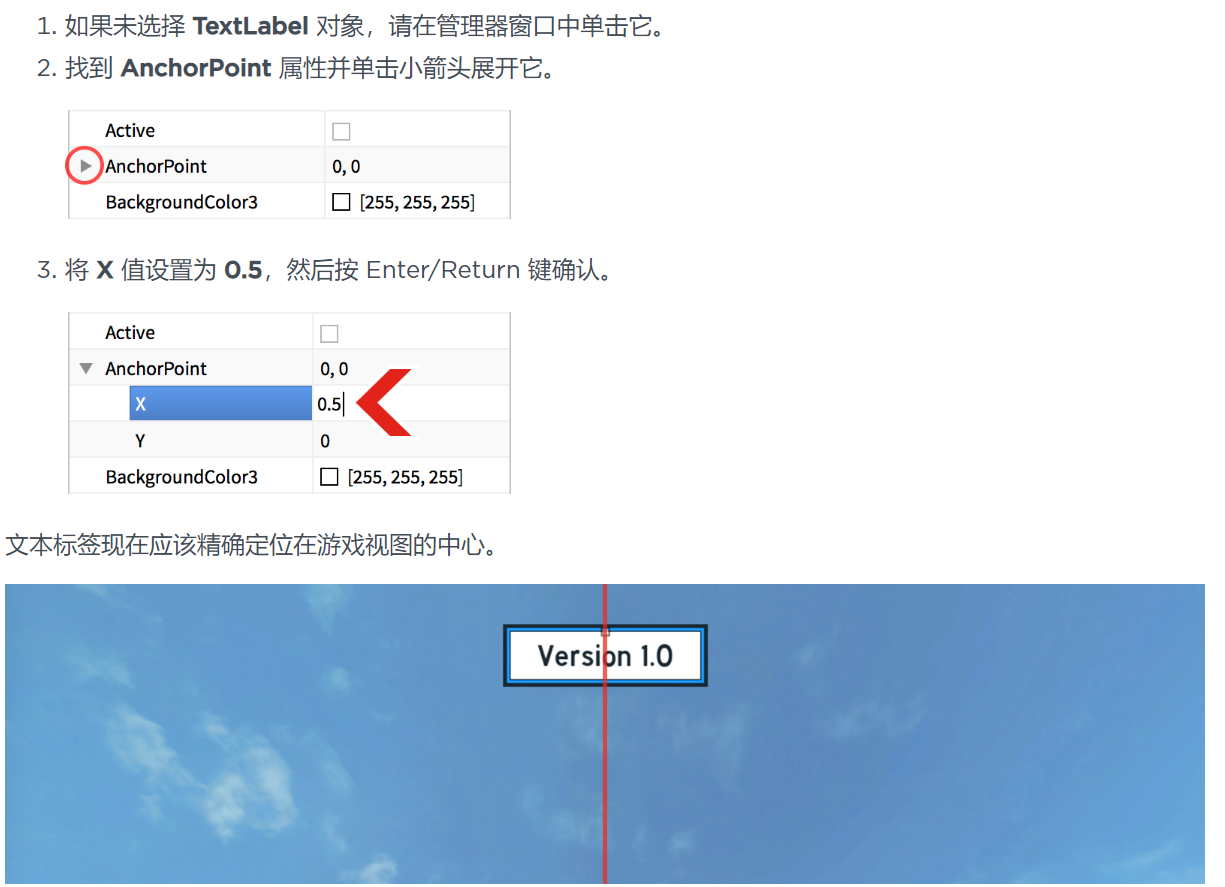 1. 如果未选择 TextLabel 对象，请在管理器窗口中单击它。
2. 找到 AnchorPoint 属性并单击小箭头展开它。
Active
AnchorPoint 0, 0
BackgroundColor3 [255, 255, 255]
3. 将 X 值设置为 0.5，然后按 Enter/Return 键确认。
Active
AnchorPoint 0, 0
X 0.5
Y 0
BackgroundColor3 [255, 255, 255]
文本标签现在应该精确定位在游戏视图的中心。
Version 1.0